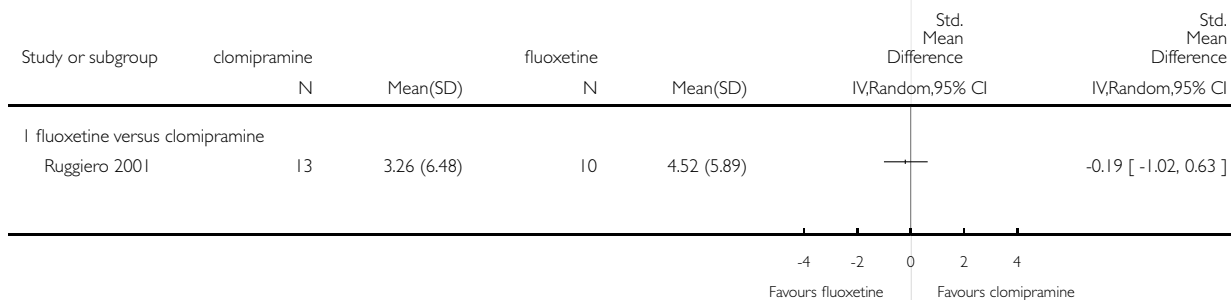 Std. Mean Difference Std. Mean Difference
Study or subgroup clomipramine fluoxetine
N Mean(SD) N Mean(SD) IV,Random,95% CI IV,Random,95% CI
1 fluoxetine versus clomipramine
Ruggiero 2001 13 3.26 (6.48) 10 4.52 (5.89) -0.19 [ -1.02, 0.63 ]
-4 -2 0 2 4
Favours fluoxetine Favours clomipramine